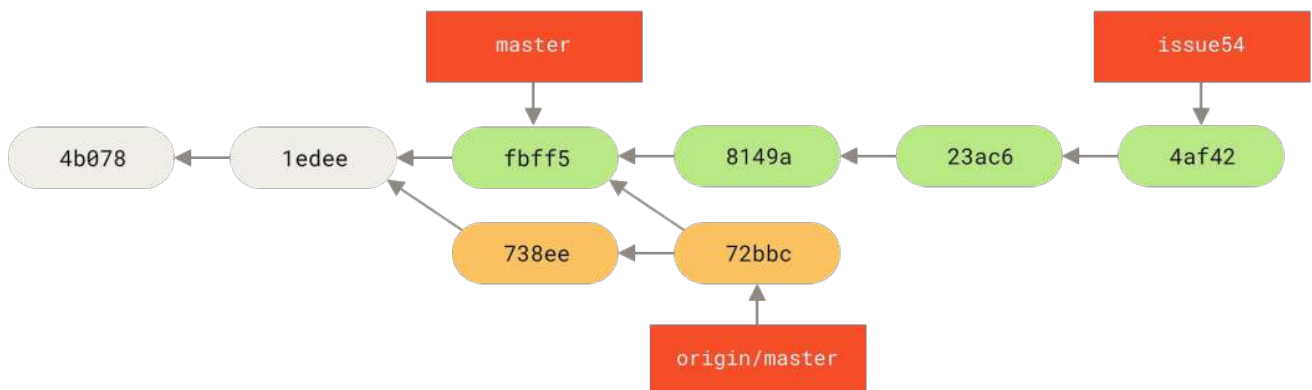 master
issue54
4b078
1edee
fbff5
8149a
23ac6
4af42
738ee
72bbc
origin/master